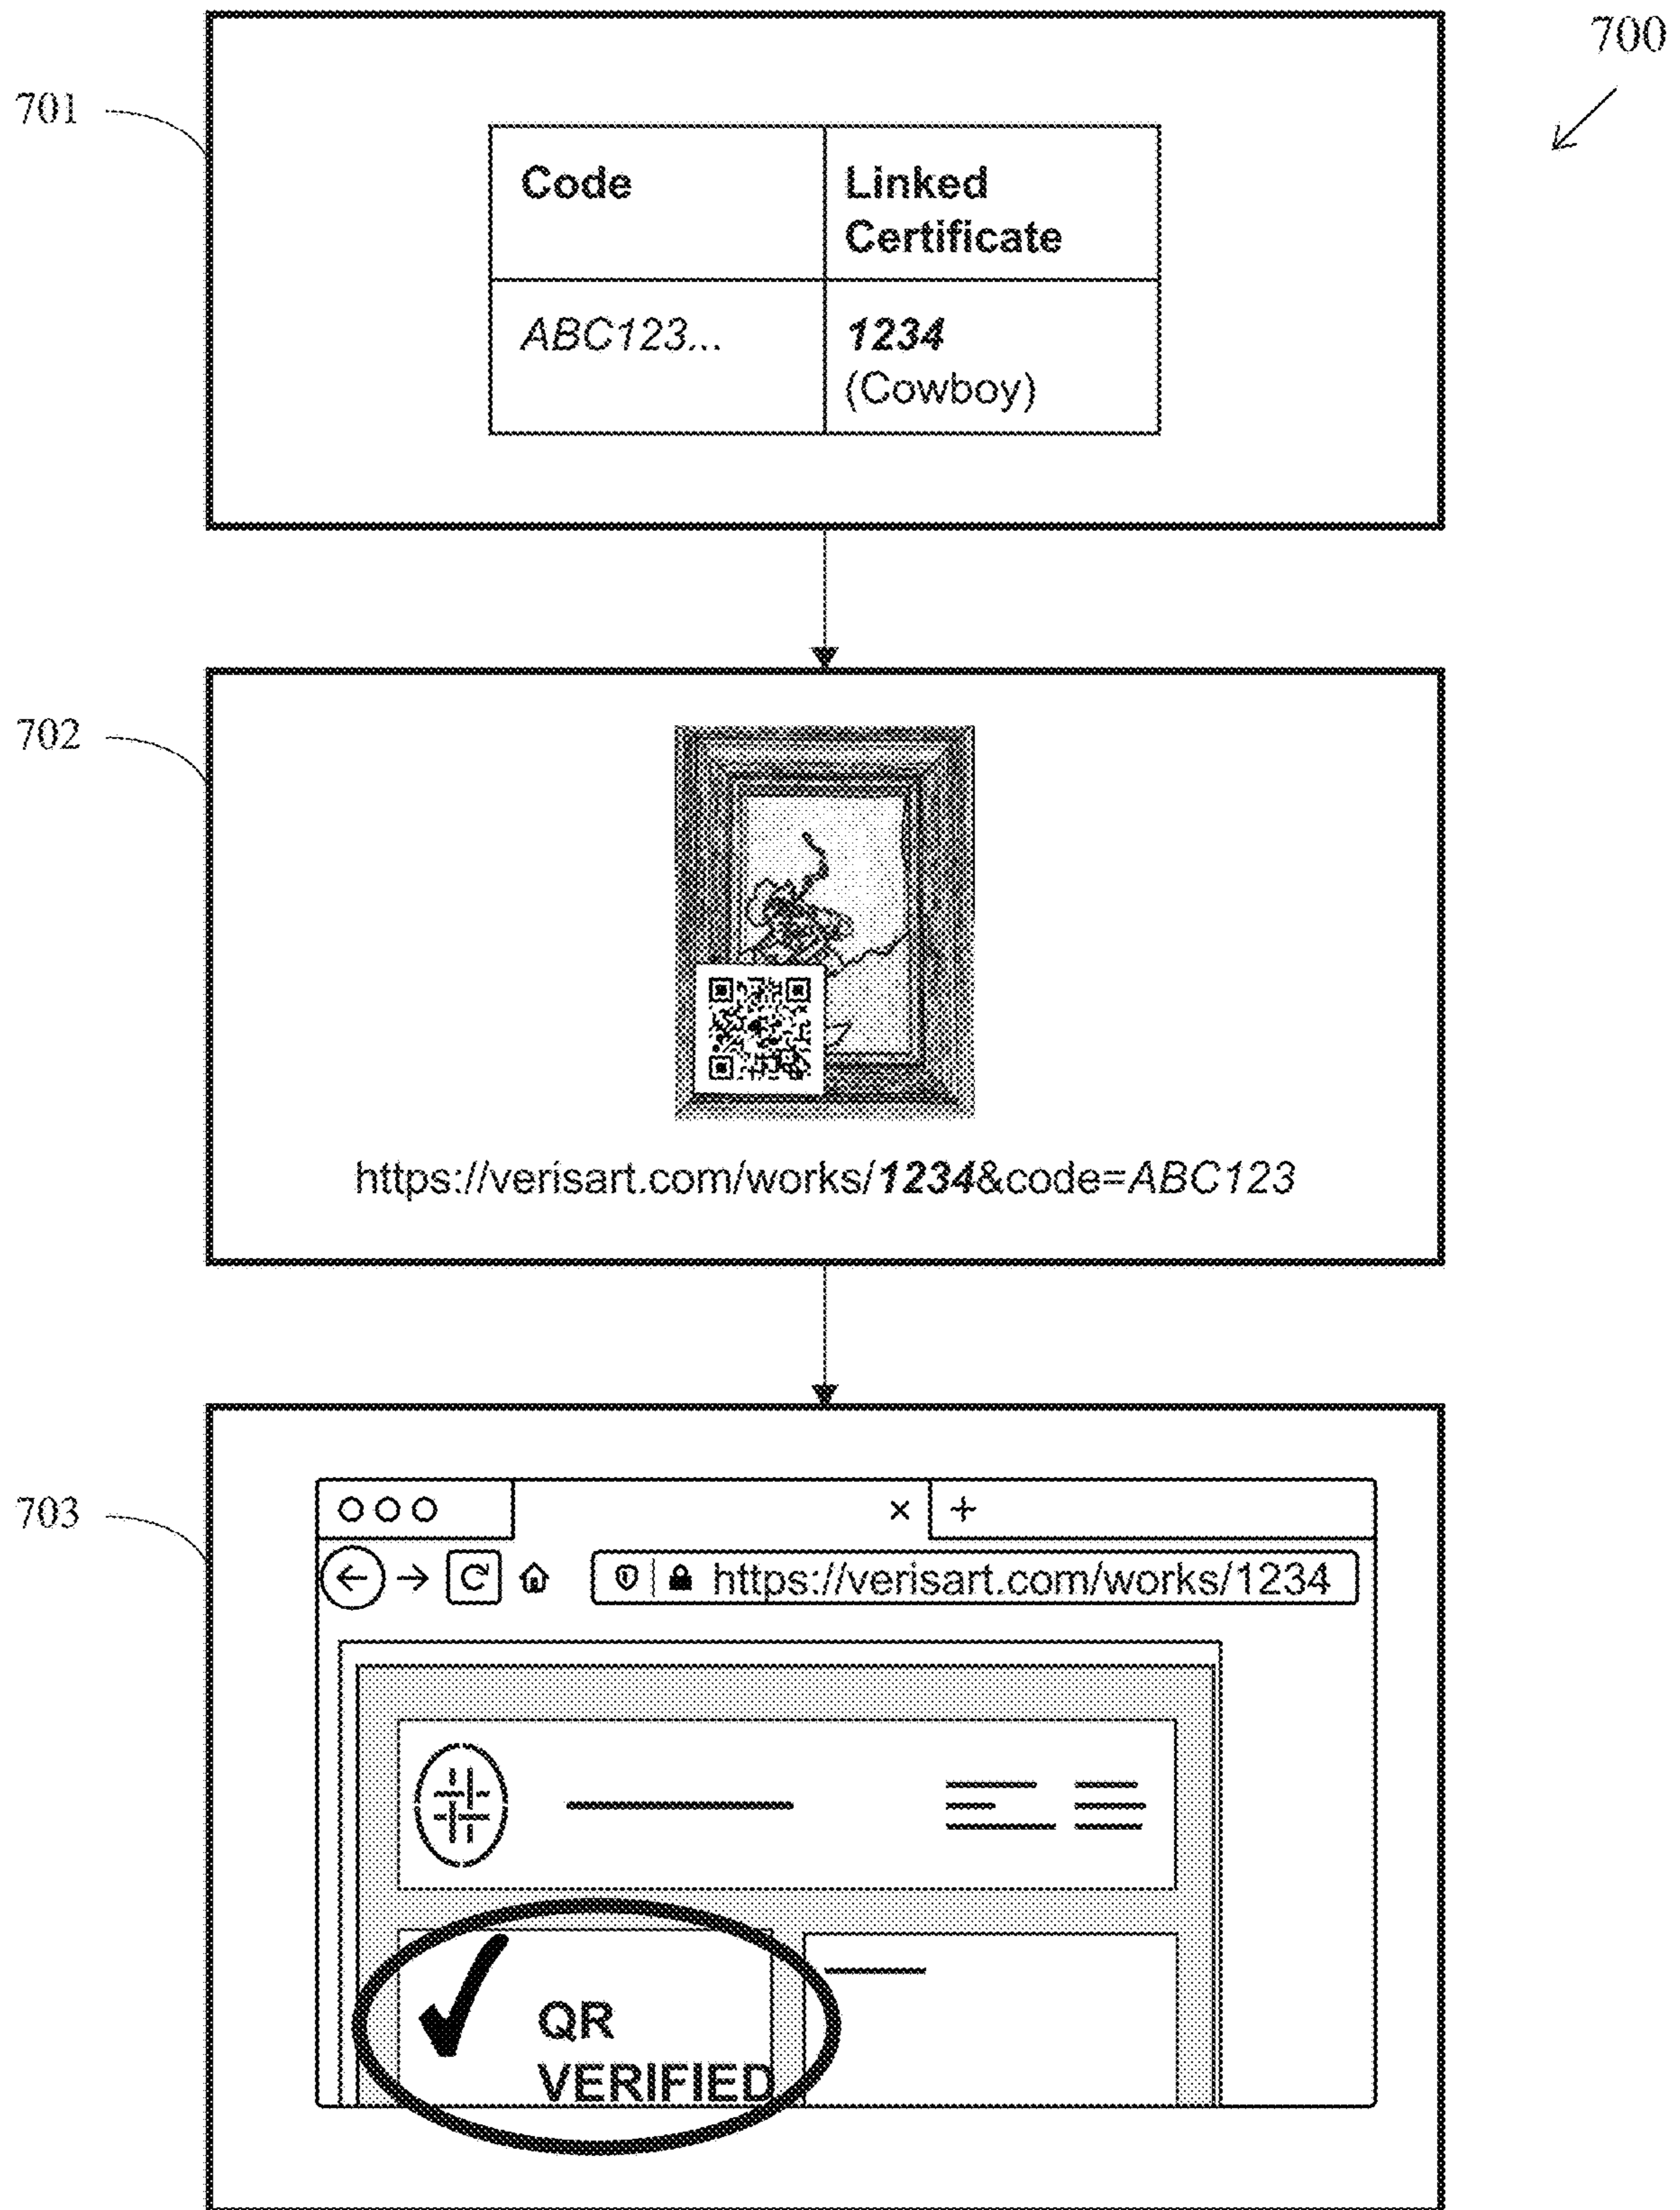 700
701
Code
Linked
Certificate
ABC123...
1234
(Cowboy)
702
https://verisart.com/works/1234&code=ABC123
703
https://verisart.com/works/1234
QR
VERIFIED